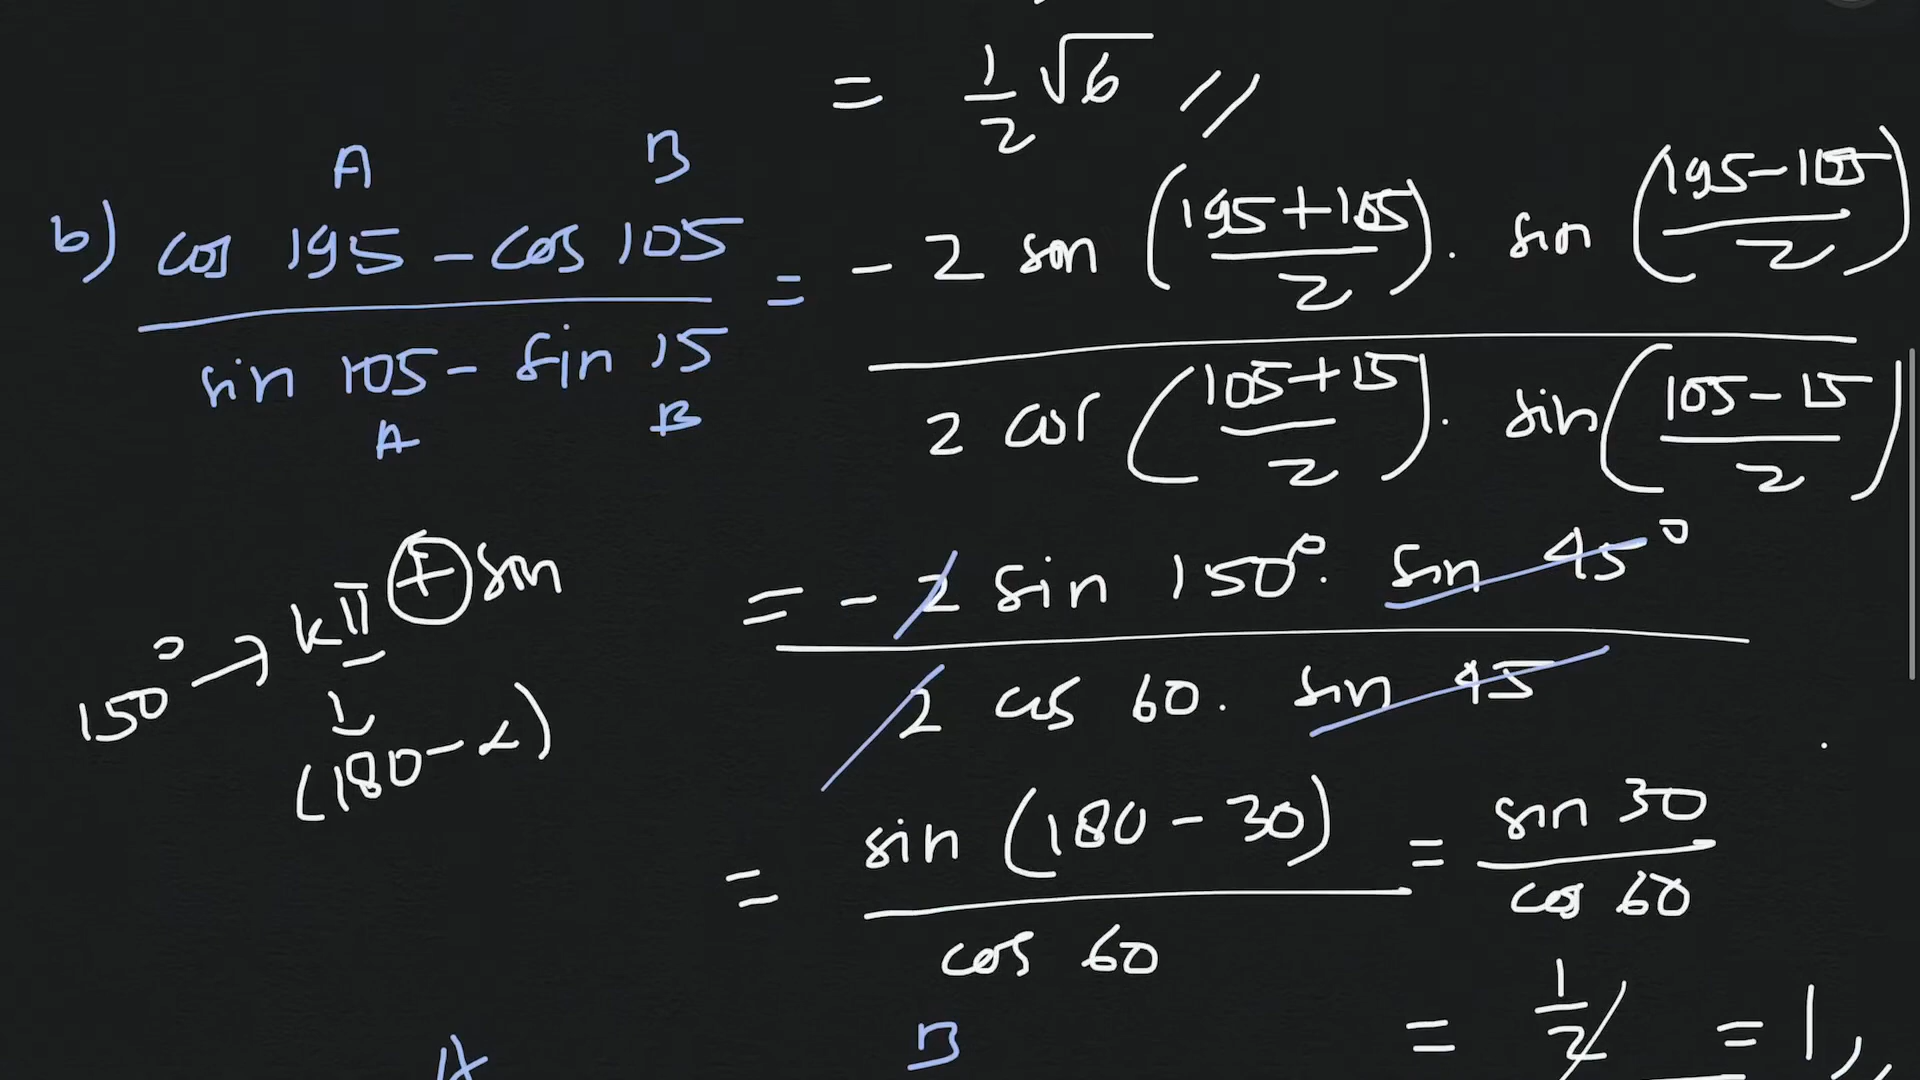 = 1/2 √6 //
A B
b) cos 195 - cos 105 / sin 105 - sin 15 = - 2 sin (195+105 / 2) . sin (195-105 / 2) / 2 cos (105+15 / 2) . sin (105-15 / 2)
A B
150° → kII + sin
↓
(180-α)
= - 2 sin 150° . sin 45° / 2 cos 60 . sin 45
= sin (180-30) / cos 60 = sin 30 / cos 60
= 1/2 = 1 //
A B